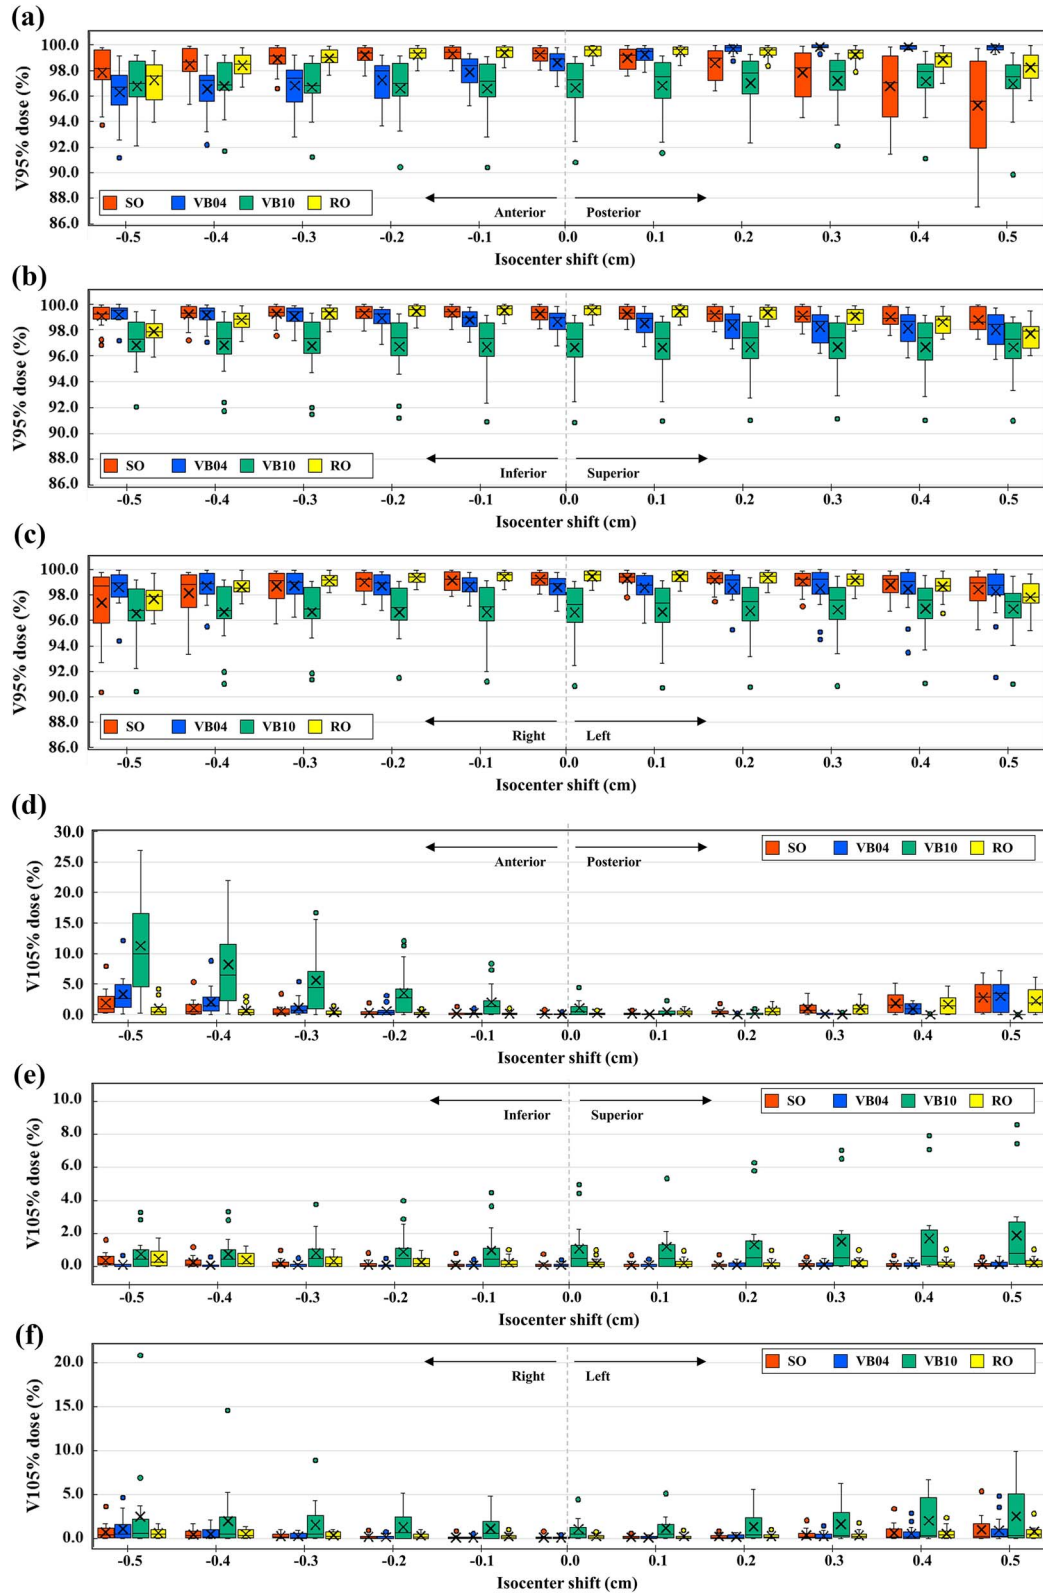 (a)
V95% dose (%)
100.0
98.0
96.0
94.0
92.0
90.0
88.0
86.0
SO VB04 VB10 RO
Anterior Posterior
-0.5 -0.4 -0.3 -0.2 -0.1 0.0 0.1 0.2 0.3 0.4 0.5
Isocenter shift (cm)
(b)
V95% dose (%)
100.0
98.0
96.0
94.0
92.0
90.0
88.0
86.0
SO VB04 VB10 RO
Inferior Superior
-0.5 -0.4 -0.3 -0.2 -0.1 0.0 0.1 0.2 0.3 0.4 0.5
Isocenter shift (cm)
(c)
V95% dose (%)
100.0
98.0
96.0
94.0
92.0
90.0
88.0
86.0
SO VB04 VB10 RO
Right Left
-0.5 -0.4 -0.3 -0.2 -0.1 0.0 0.1 0.2 0.3 0.4 0.5
Isocenter shift (cm)
(d)
V105% dose (%)
30.0
25.0
20.0
15.0
10.0
5.0
0.0
Anterior Posterior
SO VB04 VB10 RO
-0.5 -0.4 -0.3 -0.2 -0.1 0.0 0.1 0.2 0.3 0.4 0.5
Isocenter shift (cm)
(e)
V105% dose (%)
10.0
8.0
6.0
4.0
2.0
0.0
Inferior Superior
SO VB04 VB10 RO
-0.5 -0.4 -0.3 -0.2 -0.1 0.0 0.1 0.2 0.3 0.4 0.5
Isocenter shift (cm)
(f)
V105% dose (%)
20.0
15.0
10.0
5.0
0.0
Right Left
SO VB04 VB10 RO
-0.5 -0.4 -0.3 -0.2 -0.1 0.0 0.1 0.2 0.3 0.4 0.5
Isocenter shift (cm)